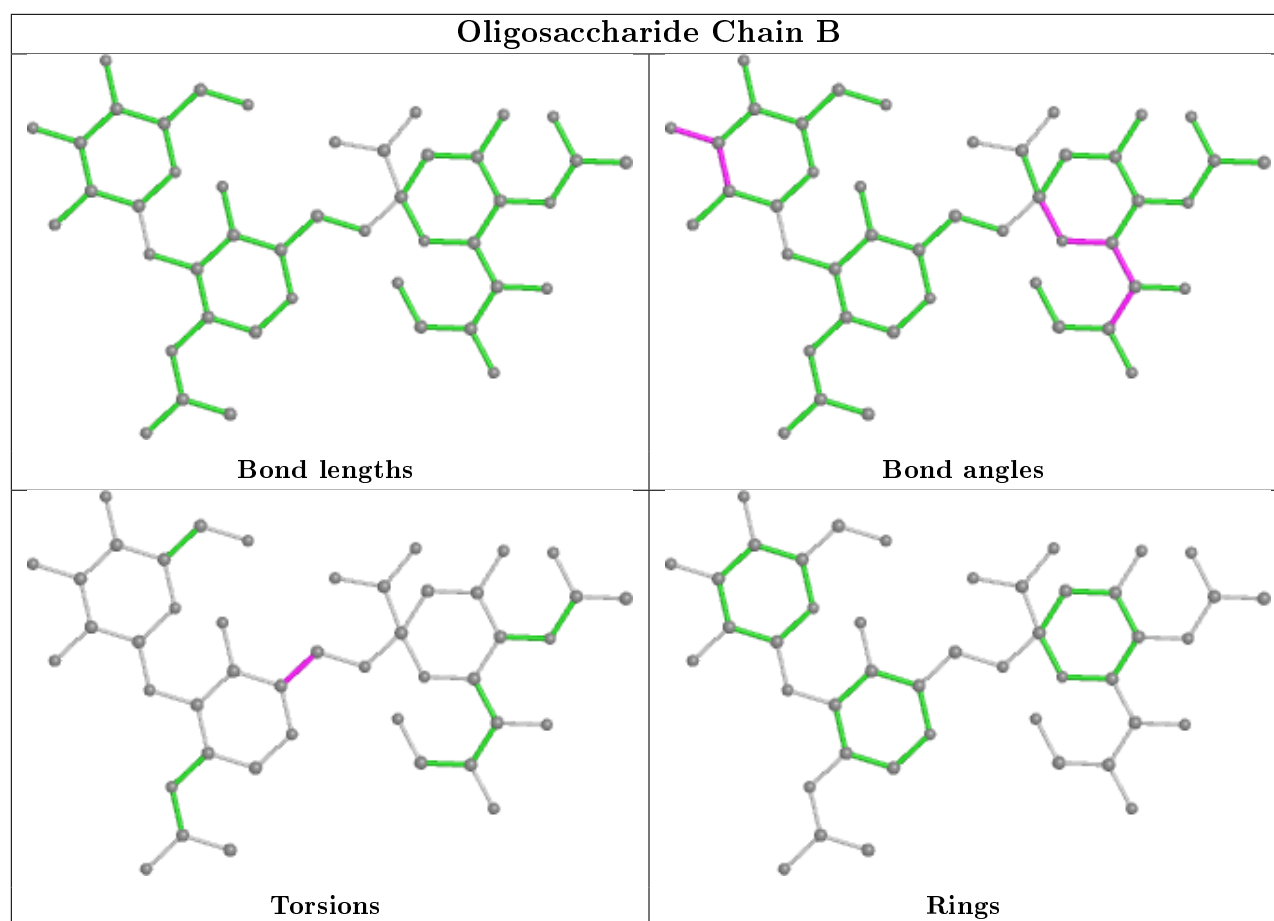 Oligosaccharide Chain B
Bond lengths
Bond angles
Torsions
Rings